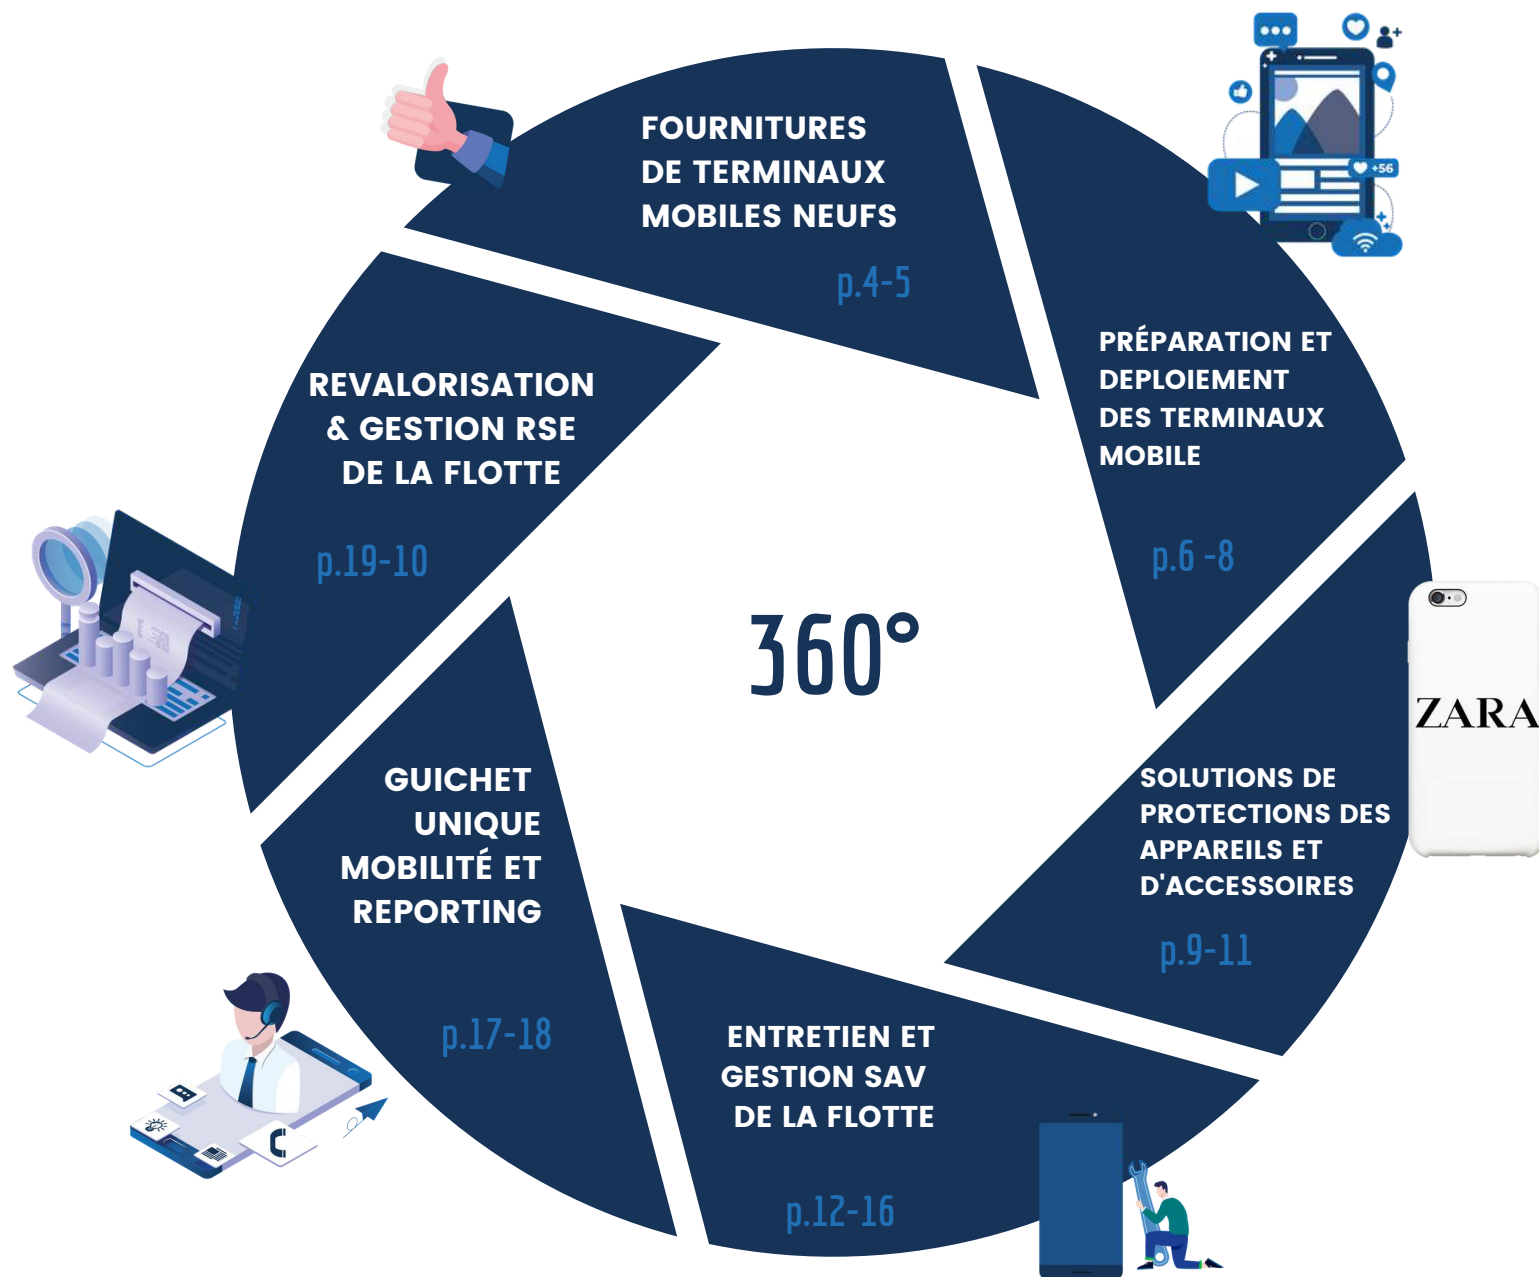 FOURNITURES
DE TERMINAUX
MOBILES NEUFS
p.4-5
+56
PRÉPARATION ET
DEPLOIEMENT
DES TERMINAUX
MOBILE
p.6 -8
ZARA
SOLUTIONS DE
PROTECTIONS DES
APPAREILS ET
D'ACCESSOIRES
p.9-11
ENTRETIEN ET
GESTION SAV
DE LA FLOTTE
p.12-16
GUICHET
UNIQUE
MOBILITÉ ET
REPORTING
p.17-18
REVALORISATION
& GESTION RSE
DE LA FLOTTE
p.19-10
360°